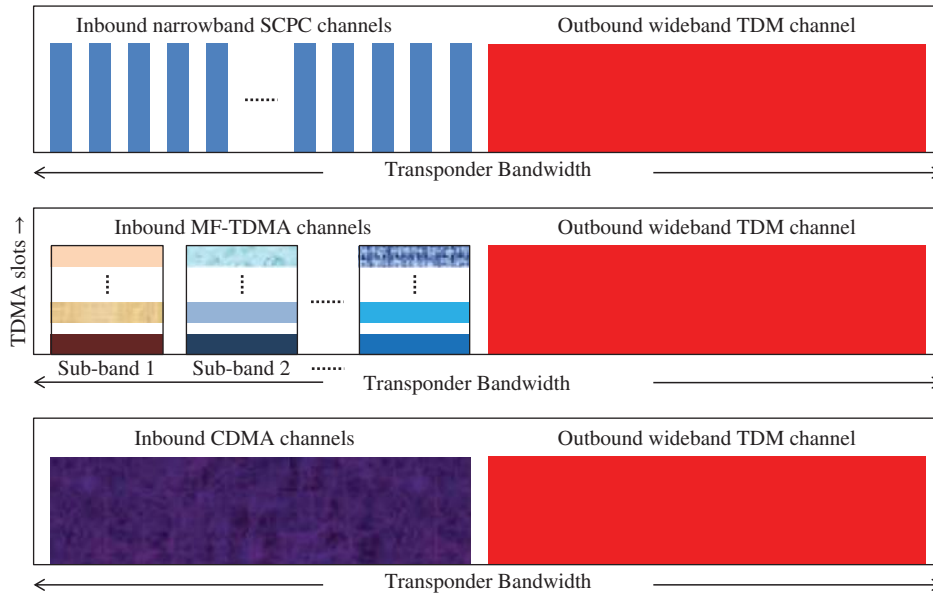 Inbound narrowband SCPC channels
Outbound wideband TDM channel
Transponder Bandwidth
TDMA slots →
Inbound MF-TDMA channels
Outbound wideband TDM channel
Sub-band 1
Sub-band 2
Transponder Bandwidth
Inbound CDMA channels
Outbound wideband TDM channel
Transponder Bandwidth